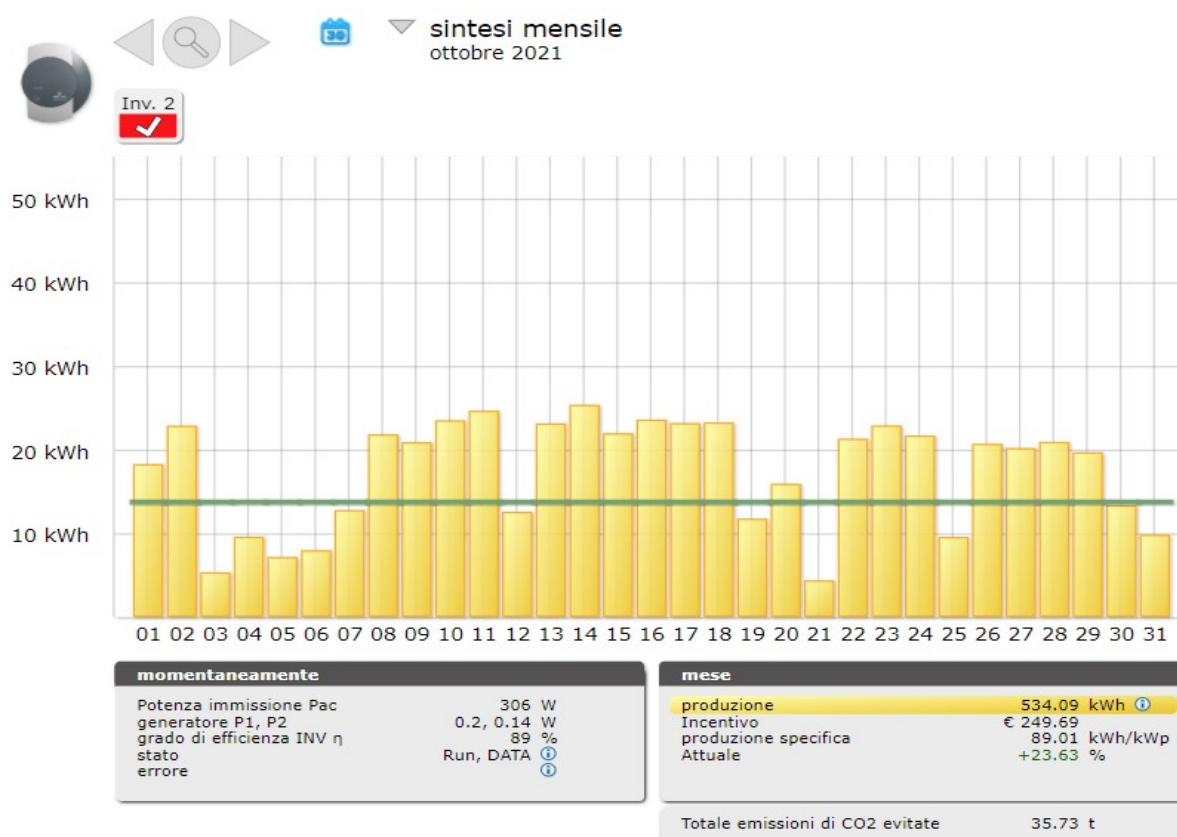 sintesi mensile
ottobre 2021
Inv. 2
50 kWh
40 kWh
30 kWh
20 kWh
10 kWh
01 02 03 04 05 06 07 08 09 10 11 12 13 14 15 16 17 18 19 20 21 22 23 24 25 26 27 28 29 30 31
momentaneamente
Potenza immissione Pac 306 W
generatore P1, P2 0.2, 0.14 W
grado di efficienza INV η 89 %
stato Run, DATA
errore
mese
produzione 534.09 kWh
Incentivo € 249.69
produzione specifica 89.01 kWh/kWp
Attuale +23.63 %
Totale emissioni di CO2 evitate 35.73 t